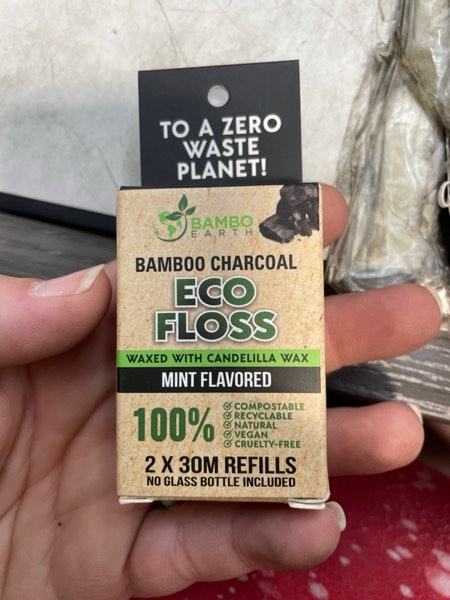 TO A ZERO
WASTE
PLANET!
BAMBO
EARTH
BAMBOO CHARCOAL
ECO
FLOSS
WAXED WITH CANDELILLA WAX
MINT FLAVORED
100%
COMPOSTABLE
RECYCLABLE
NATURAL
VEGAN
CRUELTY-FREE
2 X 30M REFILLS
NO GLASS BOTTLE INCLUDED